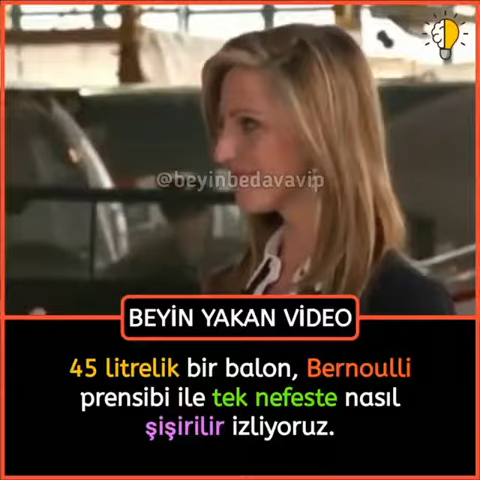 @beyinbedavavip
BEYİN YAKAN VİDEO
45 litrelik bir balon, Bernoulli
prensibi ile tek nefeste nasıl
şişirilir izliyoruz.